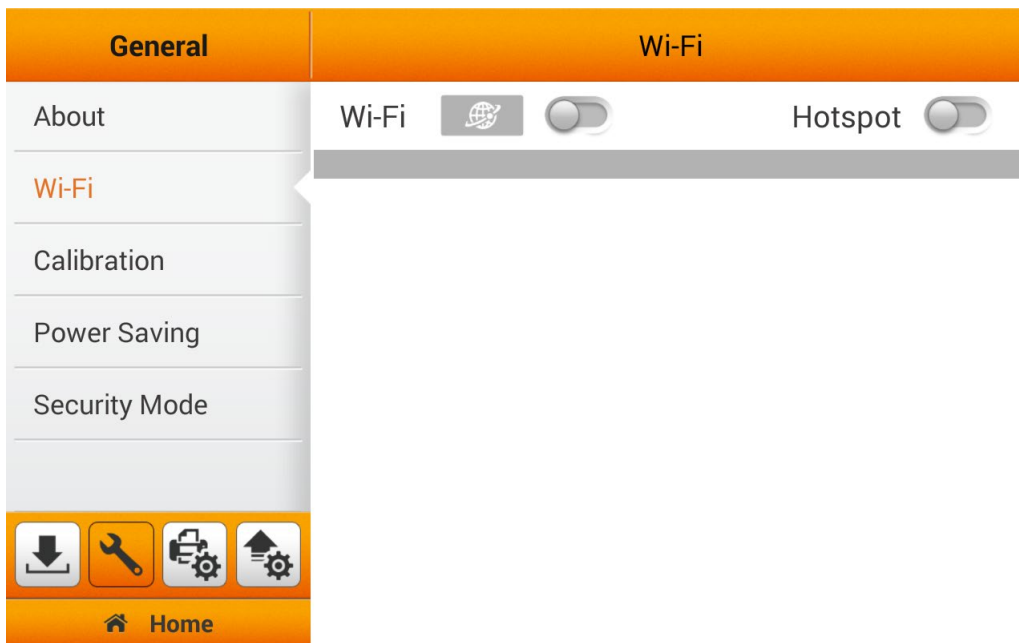 General
Wi-Fi
About
Wi-Fi
Calibration
Power Saving
Security Mode
Home
Wi-Fi
Hotspot